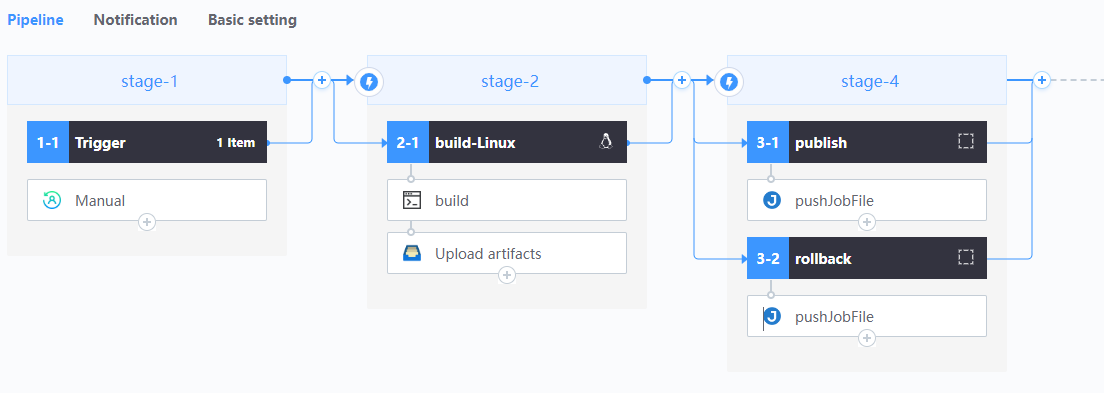 Pipeline Notification Basic setting
stage-1
1-1 Trigger 1 Item
Manual
stage-2
2-1 build-Linux
build
Upload artifacts
stage-4
3-1 publish
J pushJobFile
3-2 rollback
J pushJobFile